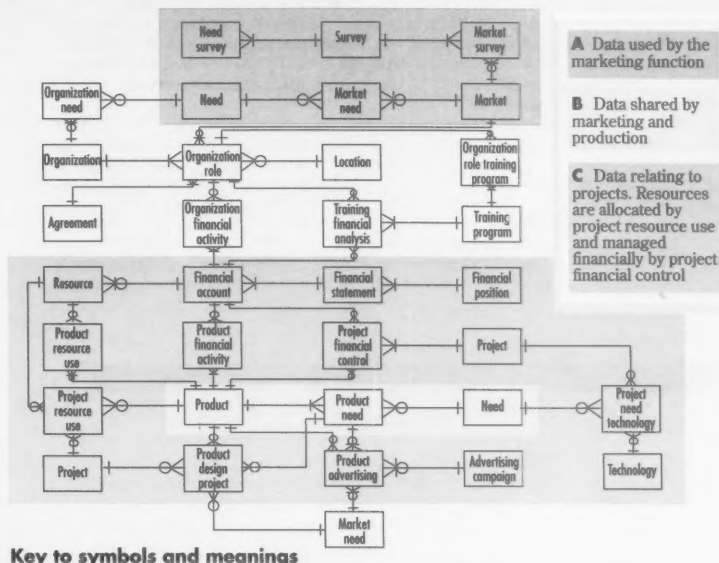 Need
survey
Survey
Market
survey
Organization
need
Need
Market
need
Market
Organization
Organization
role
Location
Organization
role training
program
Agreement
Organization
financial
activity
Training
financial
analysis
Training
program
Resource
Financial
account
Financial
statement
Financial
position
Product
resource
use
Product
financial
activity
Project
financial
control
Project
Project
resource
use
Product
Product
need
Need
Project
need
technology
Project
Product
design
project
Product
advertising
Advertising
campaign
Technology
Market
need
A Data used by the
marketing function
B Data shared by
marketing and
production
C Data relating to
projects. Resources
are allocated by
project resource use
and managed
financially by project
financial control
Key to symbols and meanings